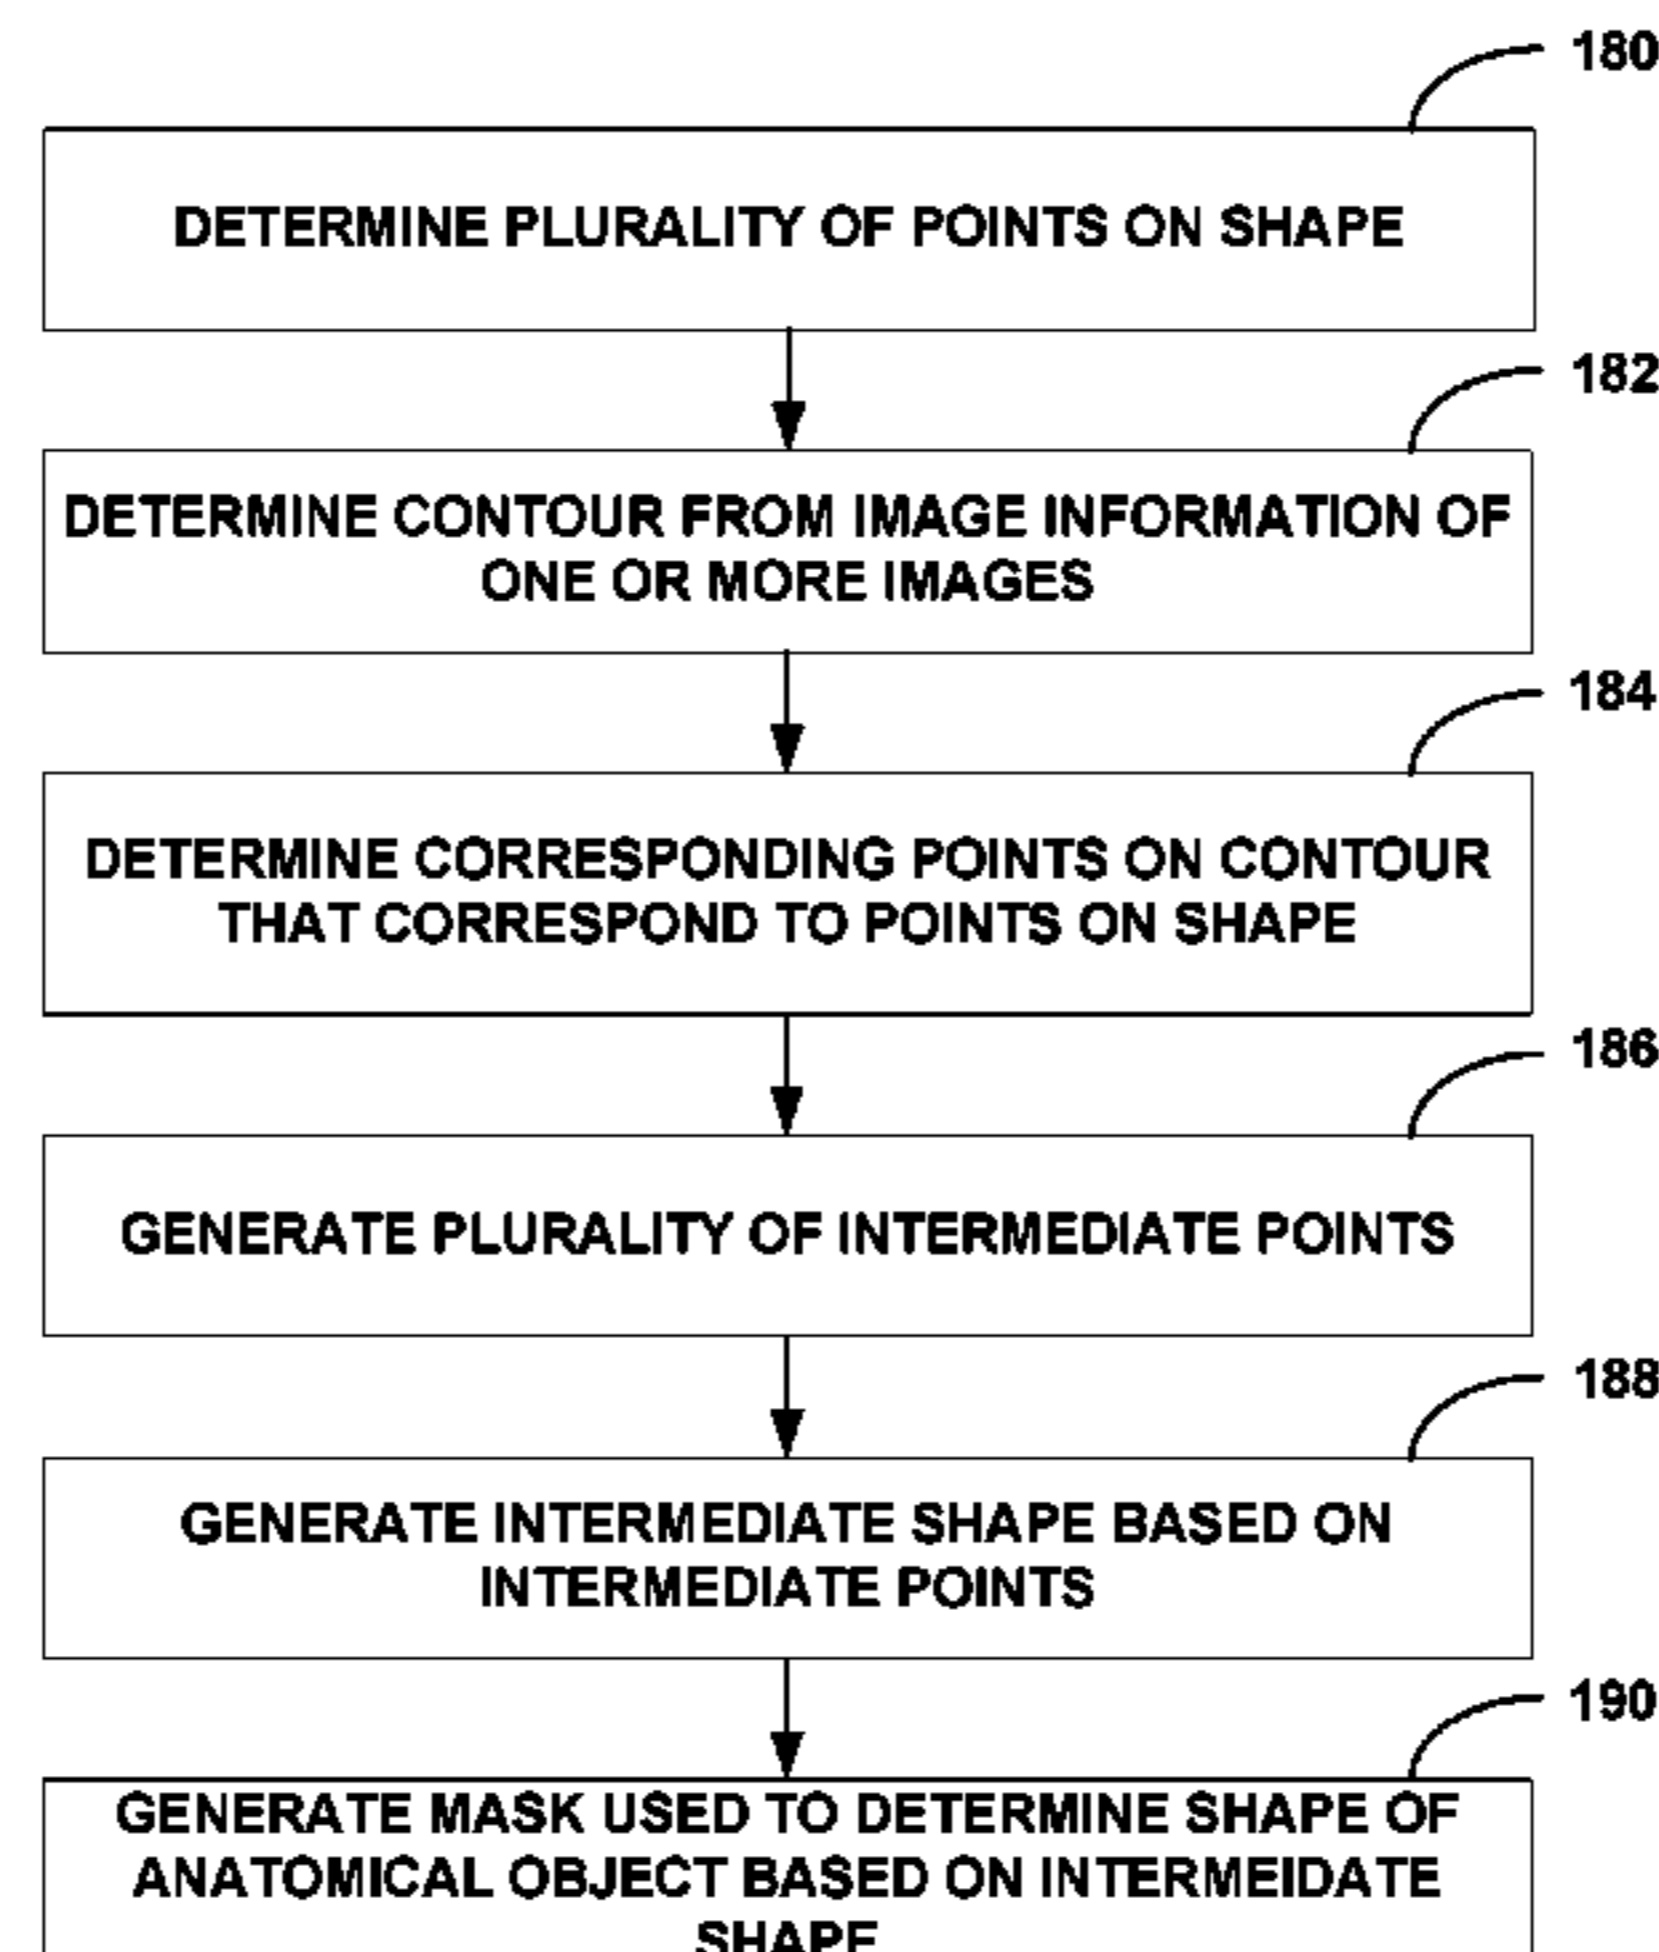 180
DETERMINE PLURALITY OF POINTS ON SHAPE
182
DETERMINE CONTOUR FROM IMAGE INFORMATION OF
ONE OR MORE IMAGES
184
DETERMINE CORRESPONDING POINTS ON CONTOUR
THAT CORRESPOND TO POINTS ON SHAPE
186
GENERATE PLURALITY OF INTERMEDIATE POINTS
188
GENERATE INTERMEDIATE SHAPE BASED ON
INTERMEDIATE POINTS
190
GENERATE MASK USED TO DETERMINE SHAPE OF
ANATOMICAL OBJECT BASED ON INTERMEIDATE
SHAPE